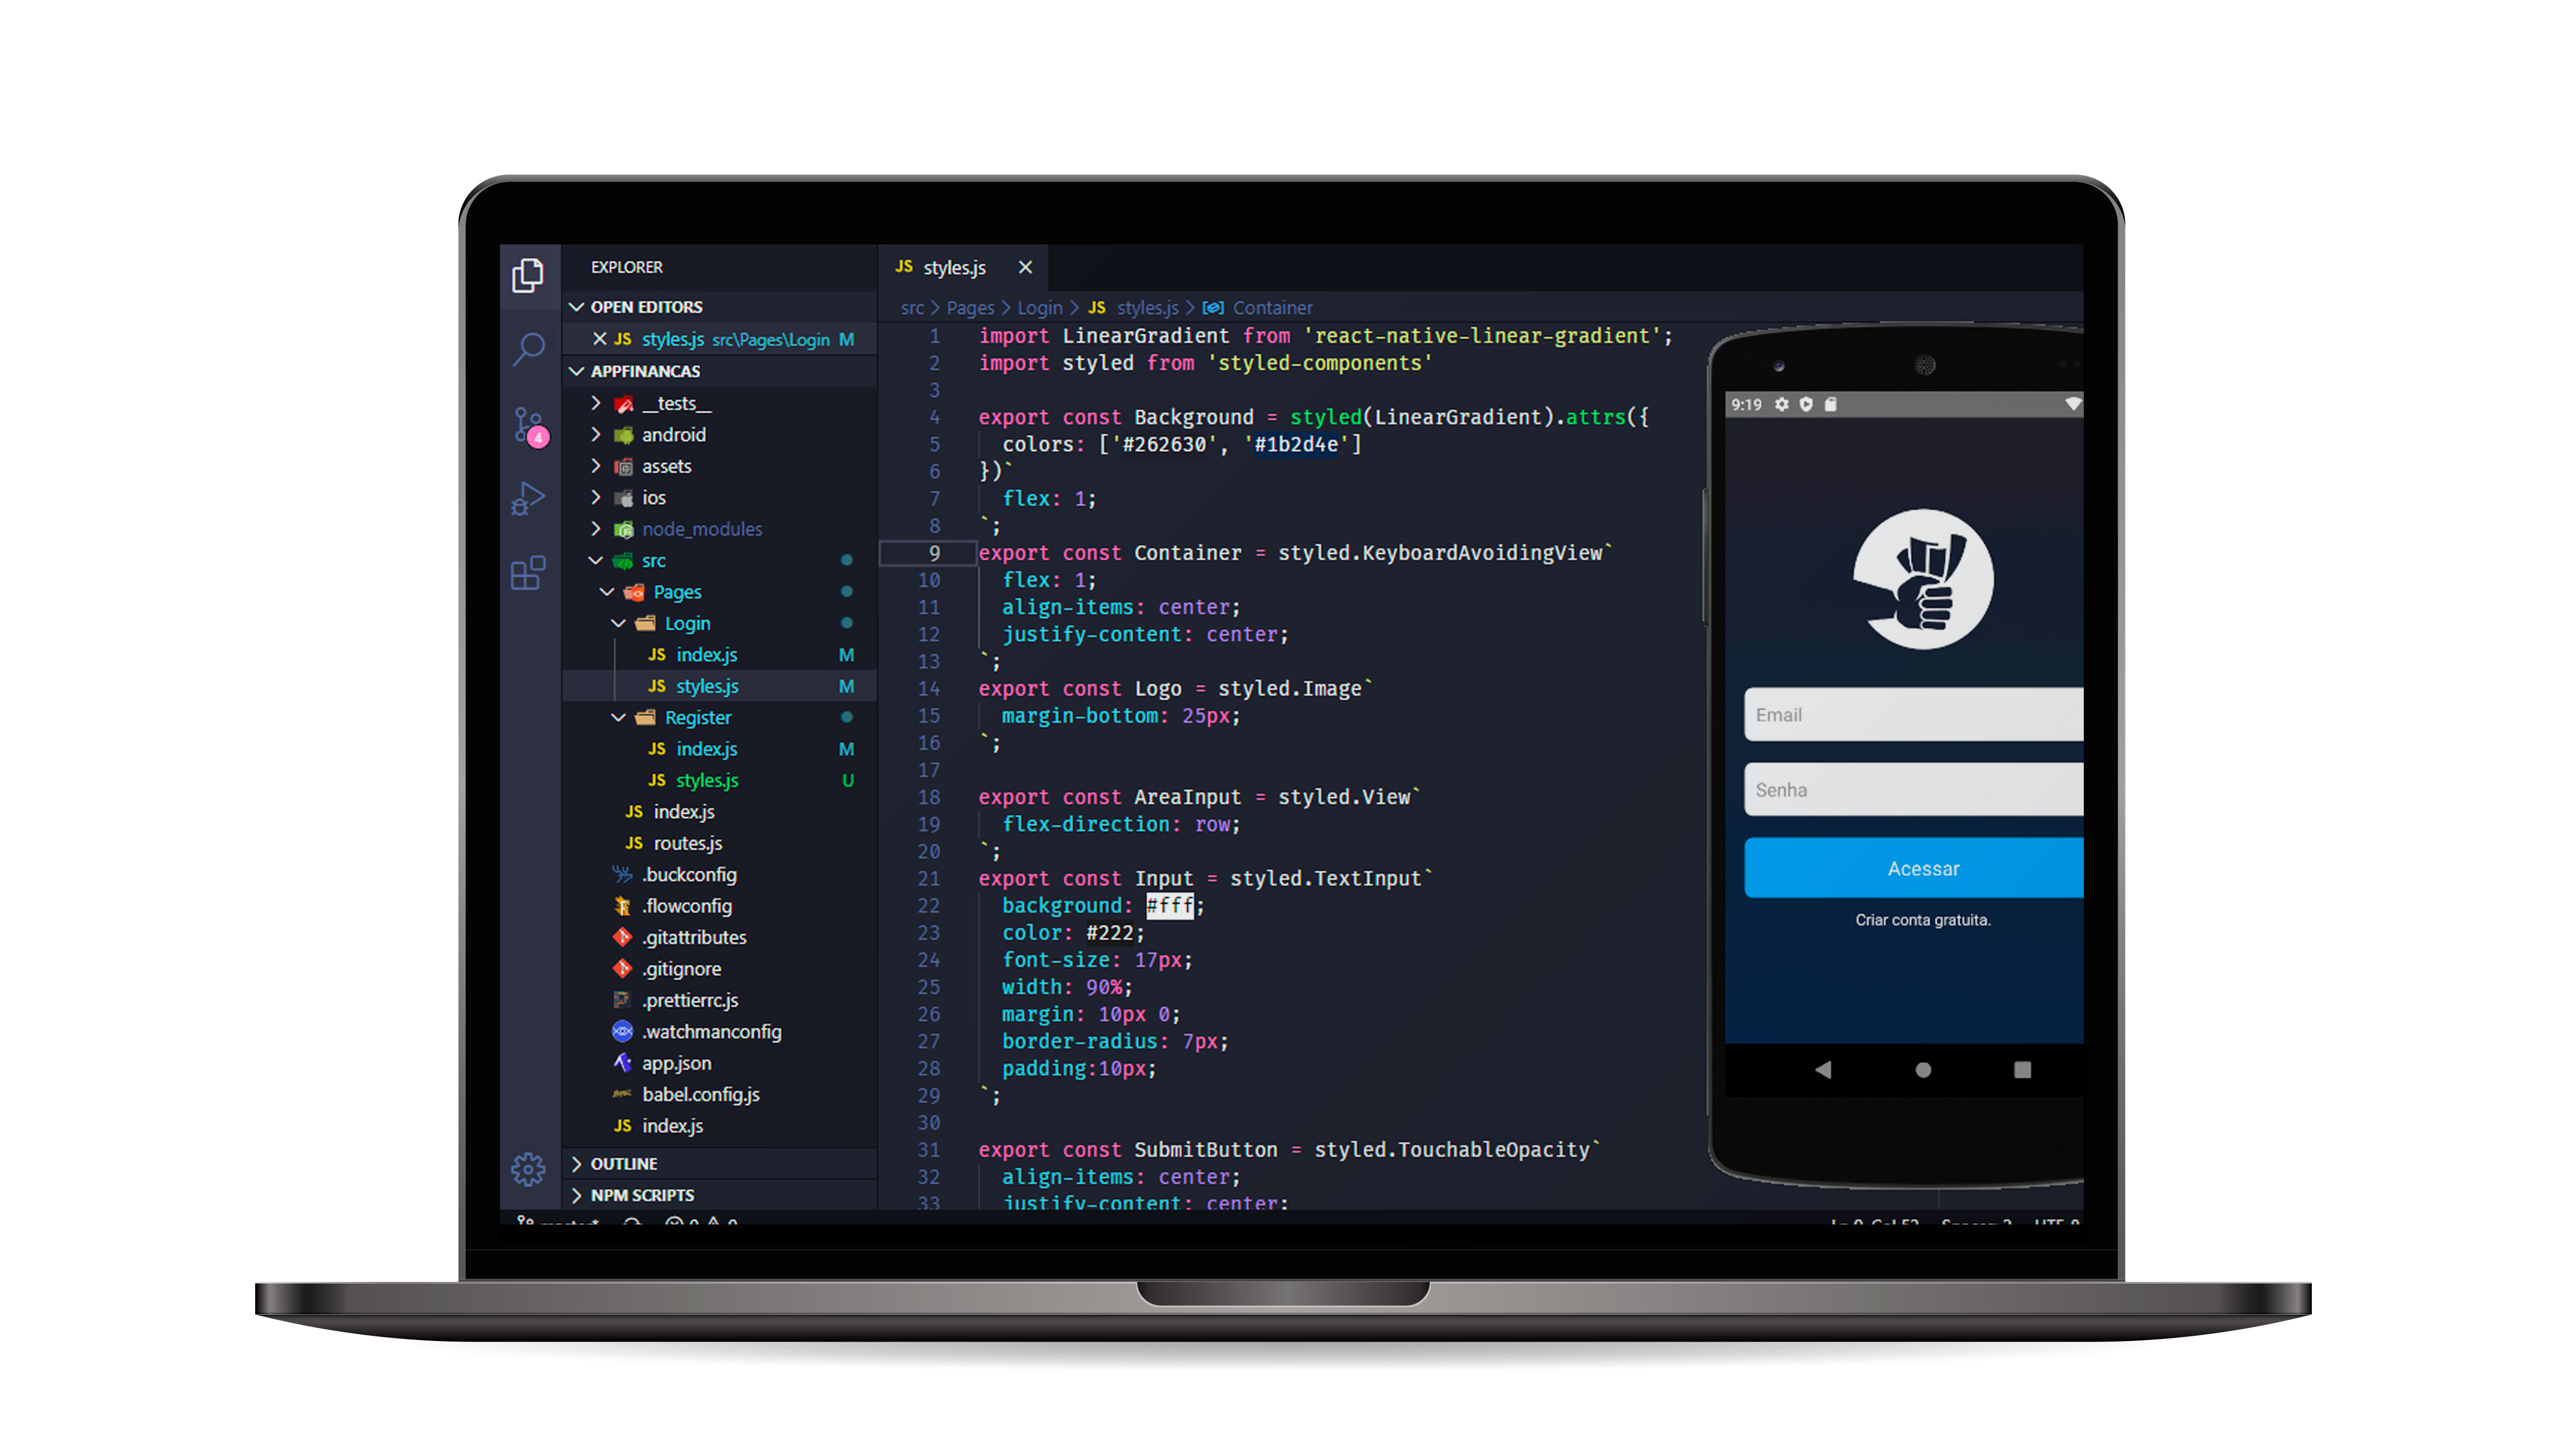 EXPLORER
OPEN EDITORS
JS styles.js src\Pages\Login M
APPFINANCAS
__tests__
android
assets
ios
node_modules
src
Pages
Login
JS index.js M
JS styles.js M
Register
JS index.js M
JS styles.js U
JS index.js
JS routes.js
.buckconfig
.flowconfig
.gitattributes
.gitignore
.prettierrc.js
.watchmanconfig
app.json
babel.config.js
JS index.js
OUTLINE
NPM SCRIPTS
4
JS styles.js
src > Pages > Login > JS styles.js > Container
1 import LinearGradient from 'react-native-linear-gradient';
2 import styled from 'styled-components'
3
4 export const Background = styled(LinearGradient).attrs({
5 colors: ['#262630', '#1b2d4e']
6 })`
7 flex: 1;
8 `;
9 export const Container = styled.KeyboardAvoidingView`
10 flex: 1;
11 align-items: center;
12 justify-content: center;
13 `;
14 export const Logo = styled.Image`
15 margin-bottom: 25px;
16 `;
17
18 export const AreaInput = styled.View`
19 flex-direction: row;
20 `;
21 export const Input = styled.TextInput`
22 background: #fff;
23 color: #222;
24 font-size: 17px;
25 width: 90%;
26 margin: 10px 0;
27 border-radius: 7px;
28 padding:10px;
29 `;
30
31 export const SubmitButton = styled.TouchableOpacity`
32 align-items: center;
33 justify-content: center;
9:19
Email
Senha
Acessar
Criar conta gratuita.